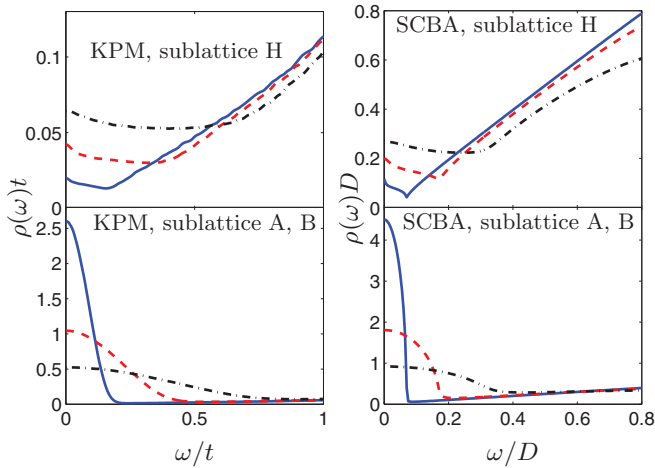 KPM, sublattice H
SCBA, sublattice H
0.1
0.05
0
0.8
0.6
0.4
0.2
0
ρ(ω)t
ρ(ω)D
KPM, sublattice A, B
SCBA, sublattice A, B
2.5
2
1.5
1
0.5
0
4
3
2
1
0
0 0.5 1
0 0.2 0.4 0.6 0.8
ω/t
ω/D